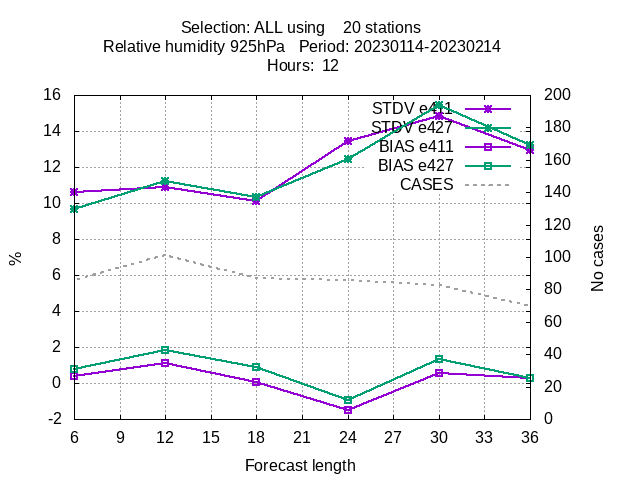 Selection: ALL using    20 stations
Relative humidity 925hPa   Period: 20230114-20230214
Hours: 12
STDV e411
STDV e427
BIAS e411
BIAS e427
CASES
16
14
12
10
8
6
4
2
0
-2
%
200
180
160
140
120
100
80
60
40
20
0
No cases
6 9 12 15 18 21 24 27 30 33 36
Forecast length